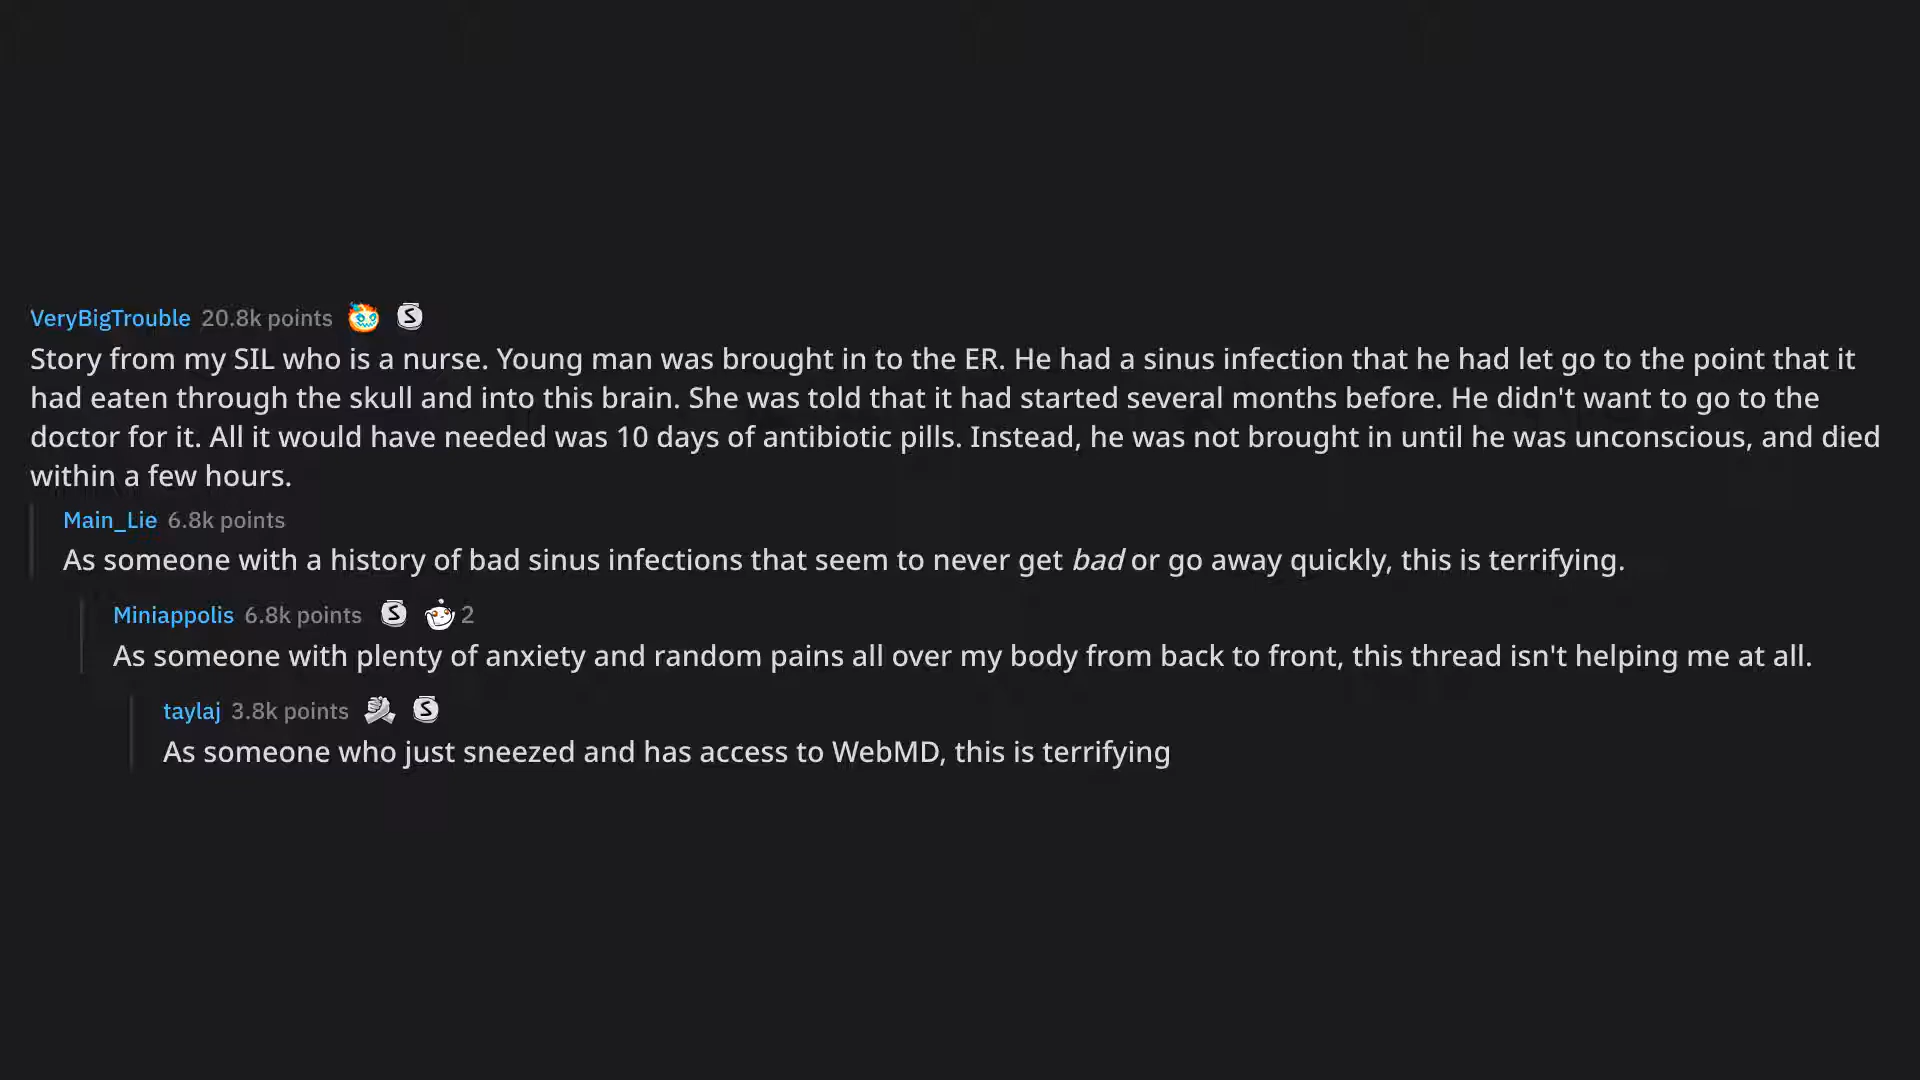 VeryBigTrouble 20.8k points
Story from my SIL who is a nurse. Young man was brought in to the ER. He had a sinus infection that he had let go to the point that it
had eaten through the skull and into this brain. She was told that it had started several months before. He didn't want to go to the
doctor for it. All it would have needed was 10 days of antibiotic pills. Instead, he was not brought in until he was unconscious, and died
within a few hours.
Main_Lie 6.8k points
As someone with a history of bad sinus infections that seem to never get bad or go away quickly, this is terrifying.
Miniappolis 6.8k points 2
As someone with plenty of anxiety and random pains all over my body from back to front, this thread isn't helping me at all.
taylaj 3.8k points
As someone who just sneezed and has access to WebMD, this is terrifying